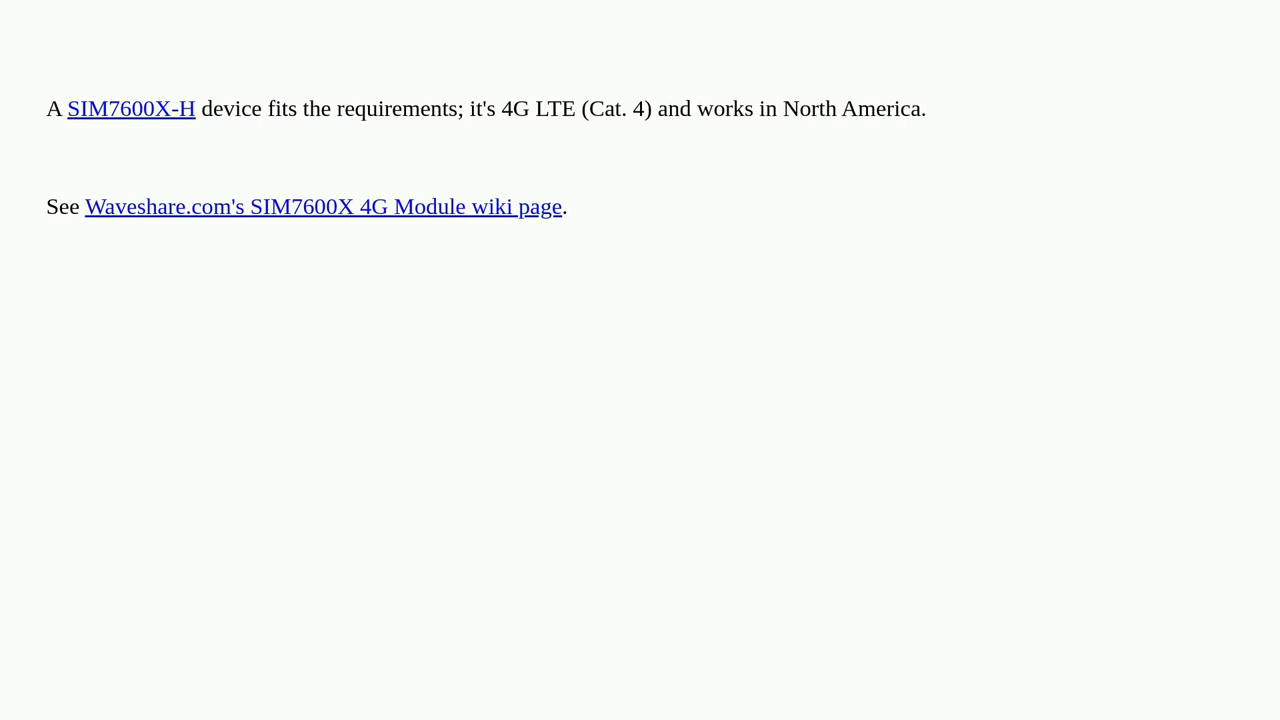 A SIM7600X-H device fits the requirements; it's 4G LTE (Cat. 4) and works in North America.
See Waveshare.com's SIM7600X 4G Module wiki page.